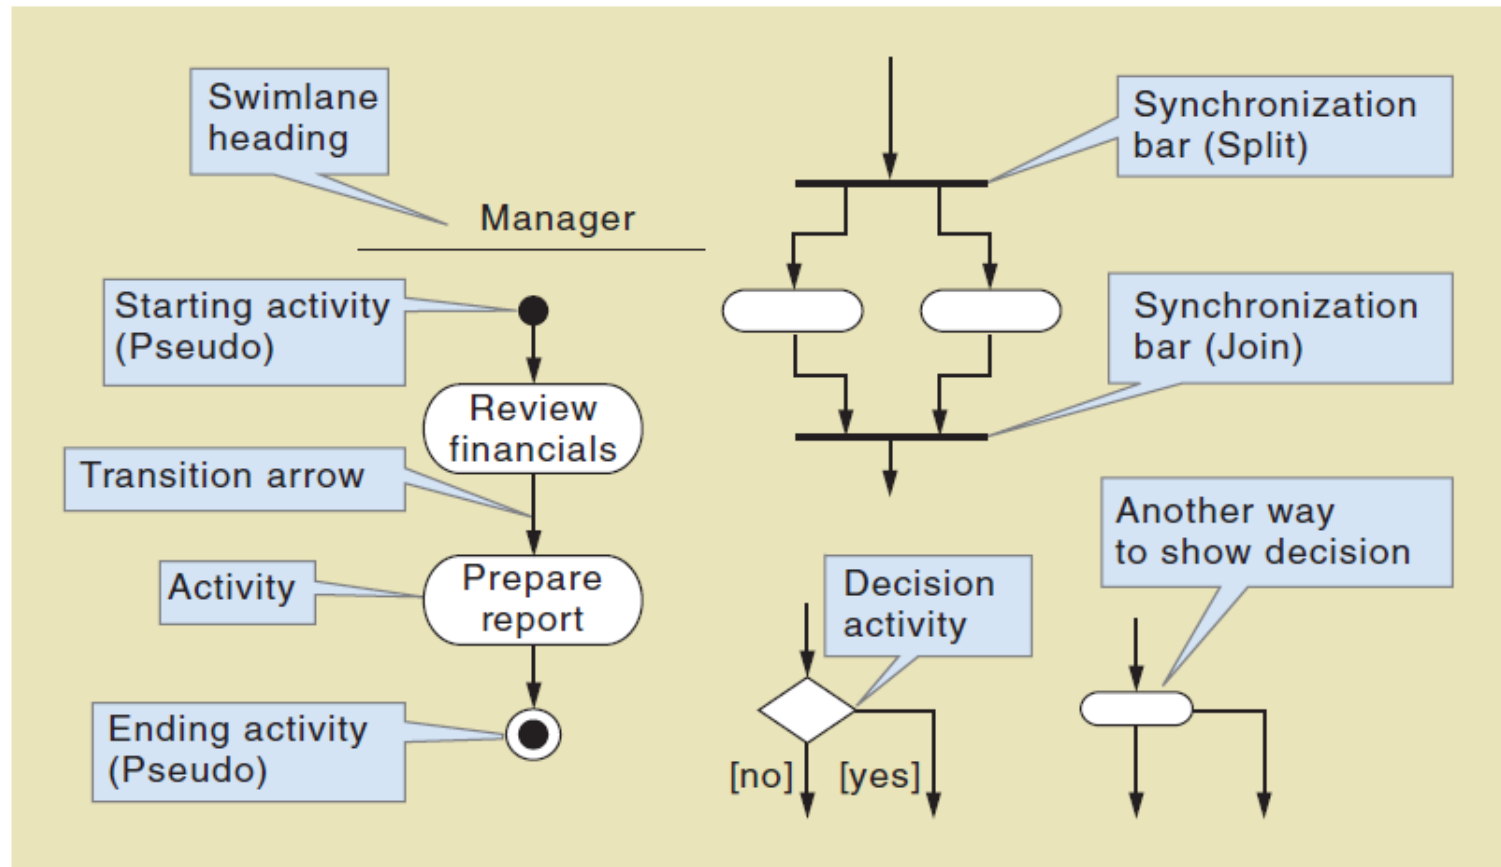 Swimlane
heading
Manager
Starting activity
(Pseudo)
Review
financials
Transition arrow
Activity
Prepare
report
Ending activity
(Pseudo)
Synchronization
bar (Split)
Synchronization
bar (Join)
Another way
to show decision
Decision
activity
[no]
[yes]